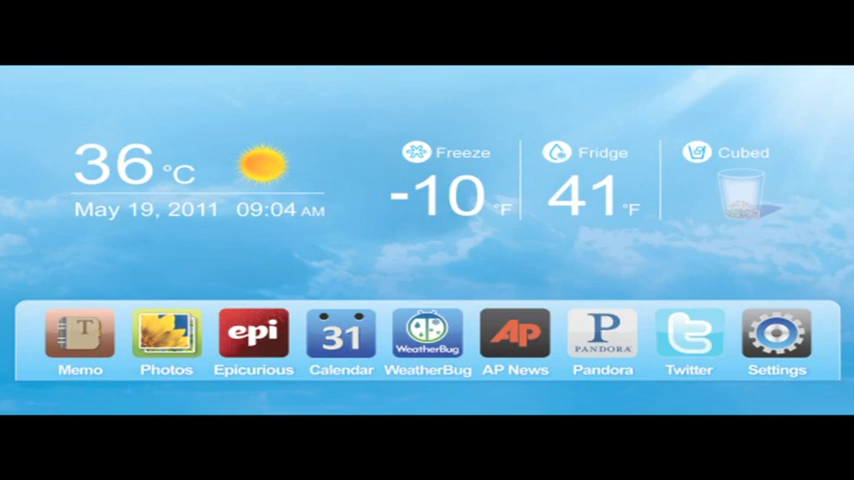 36 °C
May 19, 2011 09:04 AM
Freeze
-10 °F
Fridge
41 °F
Cubed
T
epi
31
WeatherBug
AP
P
PANDORA
t
Memo
Photos
Epicurious
Calendar
WeatherBug
AP News
Pandora
Twitter
Settings